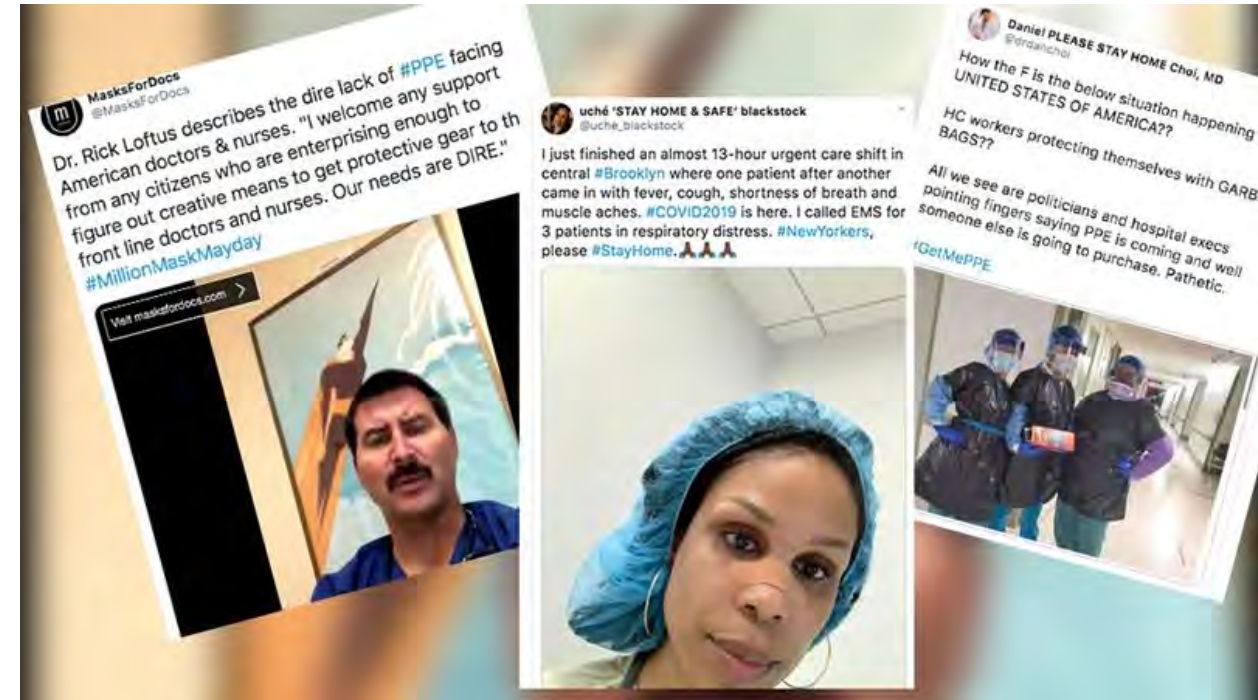 MasksForDocs
@MasksForDocs
Dr. Rick Loftus describes the dire lack of #PPE facing
American doctors & nurses. "I welcome any support
from any citizens who are enterprising enough to
figure out creative means to get protective gear to th
front line doctors and nurses. Our needs are DIRE."
#MillionMaskMayday
Visit masksfordocs.com >
uché 'STAY HOME & SAFE' blackstock
@uche_blackstock
I just finished an almost 13-hour urgent care shift in
central #Brooklyn where one patient after another
came in with fever, cough, shortness of breath and
muscle aches. #COVID2019 is here. I called EMS for
3 patients in respiratory distress. #NewYorkers,
please #StayHome.
Daniel PLEASE STAY HOME Choi, MD
@drdanchoi
How the F is the below situation happening
UNITED STATES OF AMERICA??
HC workers protecting themselves with GARB
BAGS??
All we see are politicians and hospital execs
pointing fingers saying PPE is coming and well
someone else is going to purchase. Pathetic.
#GetMePPE